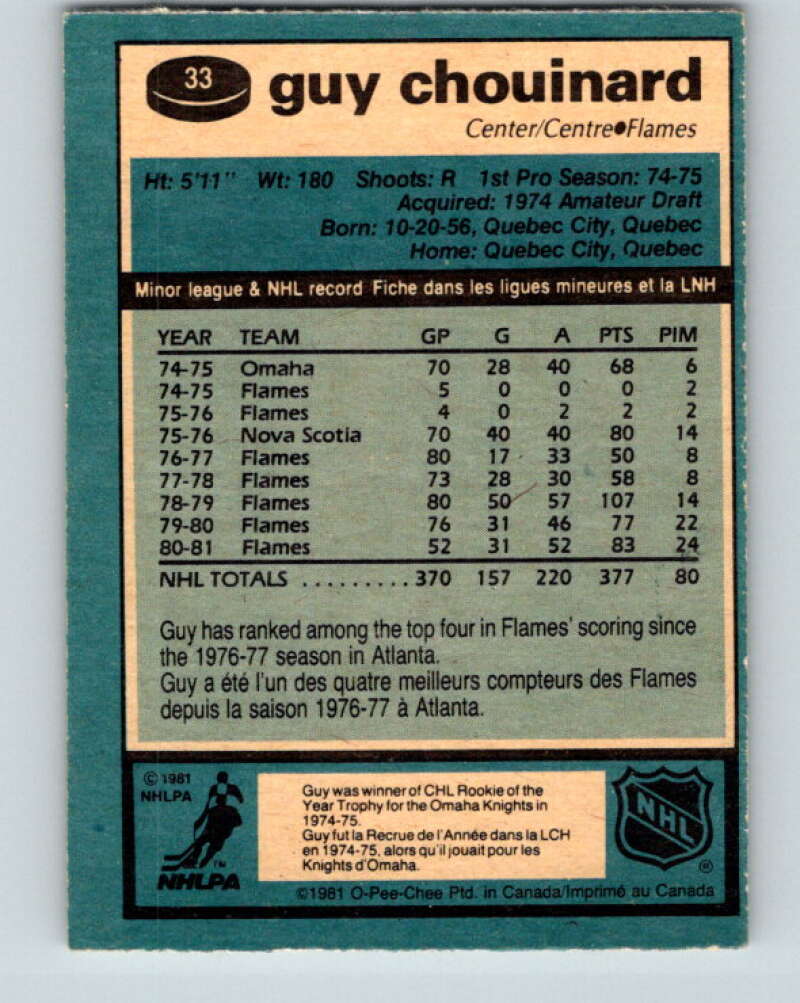 33 guy chouinard
Center/Centre●Flames
Ht: 5'11" Wt: 180 Shoots: R 1st Pro Season: 74-75
Acquired: 1974 Amateur Draft
Born: 10-20-56, Quebec City, Quebec
Home: Quebec City, Quebec
Minor league & NHL record Fiche dans les ligues mineures et la LNH
YEAR TEAM GP G A PTS PIM
74-75 Omaha 70 28 40 68 6
74-75 Flames 5 0 0 0 2
75-76 Flames 4 0 2 2 2
75-76 Nova Scotia 70 40 40 80 14
76-77 Flames 80 17 33 50 8
77-78 Flames 73 28 30 58 8
78-79 Flames 80 50 57 107 14
79-80 Flames 76 31 46 77 22
80-81 Flames 52 31 52 83 24
NHL TOTALS .........370 157 220 377 80
Guy has ranked among the top four in Flames' scoring since
the 1976-77 season in Atlanta.
Guy a été l'un des quatre meilleurs compteurs des Flames
depuis la saison 1976-77 à Atlanta.
©1981
NHLPA
TM
NHLPA
Guy was winner of CHL Rookie of the
Year Trophy for the Omaha Knights in
1974-75.
Guy fut la Recrue de l'Année dans la LCH
en 1974-75, alors qu'il jouait pour les
Knights d'Omaha.
NHL
®
©1981 O-Pee-Chee Ptd. in Canada/Imprimé au Canada